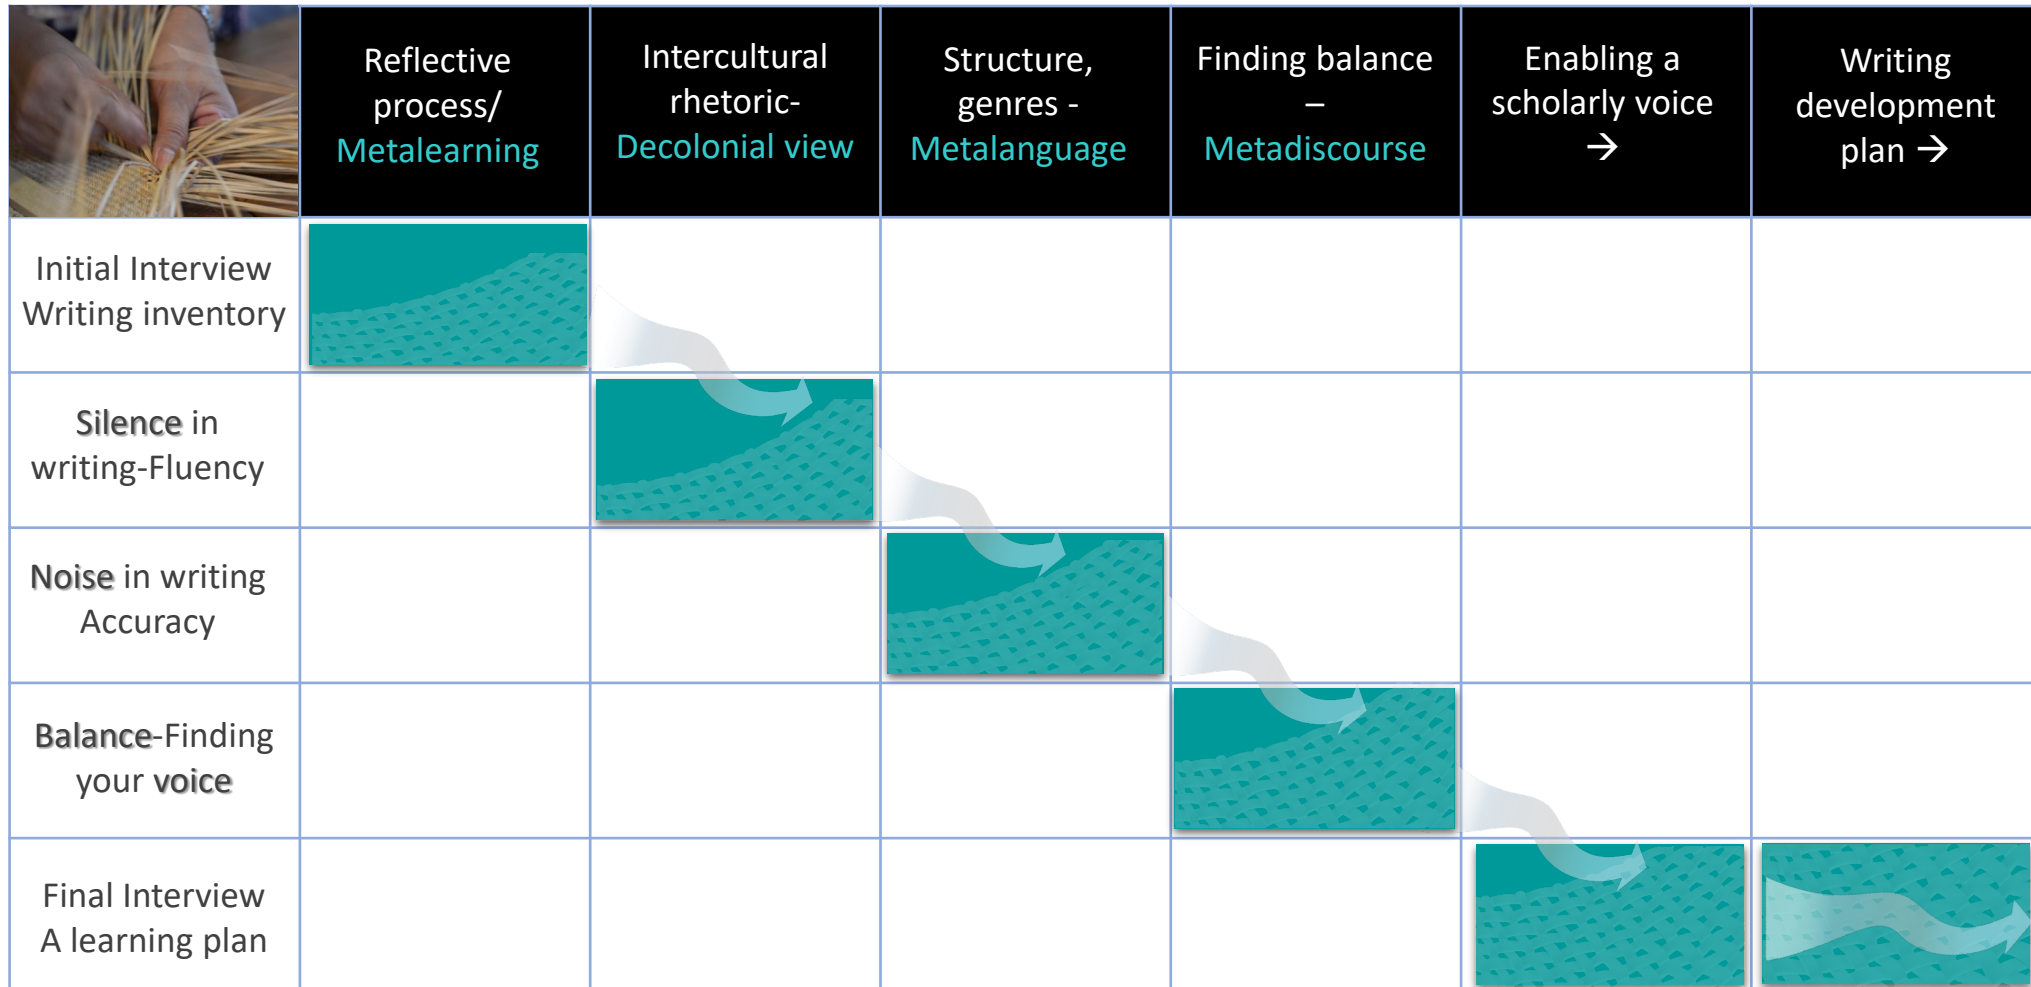 Reflective
process/
Metalearning
Intercultural
rhetoric-
Decolonial view
Structure,
genres -
Metalanguage
Finding balance
–
Metadiscourse
Enabling a
scholarly voice
→
Writing
development
plan →
Initial Interview
Writing inventory
Silence in
writing-Fluency
Noise in writing
Accuracy
Balance-Finding
your voice
Final Interview
A learning plan